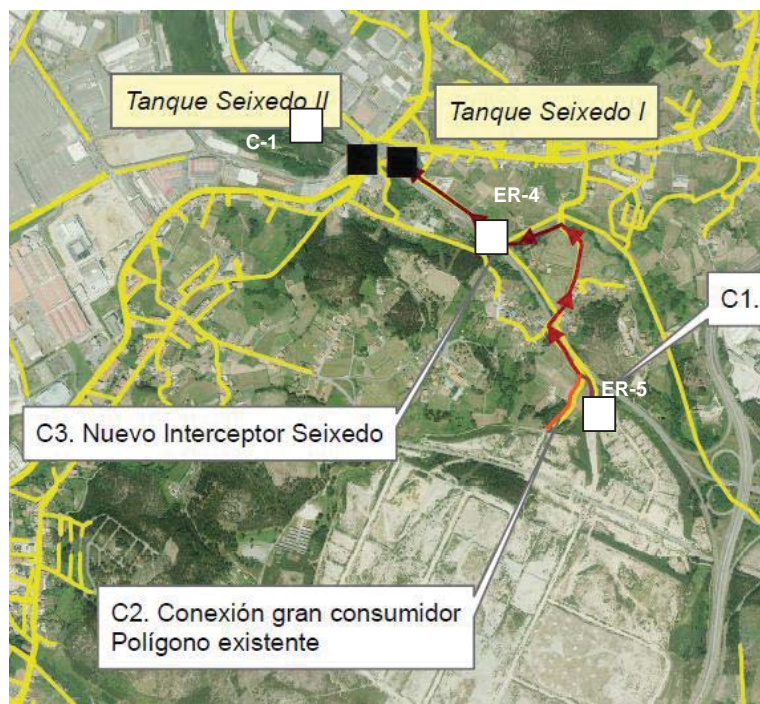 Tanque Seixedo II
Tanque Seixedo I
C-1
ER-4
C1.
ER-5
C3. Nuevo Interceptor Seixedo
C2. Conexión gran consumidor
Polígono existente